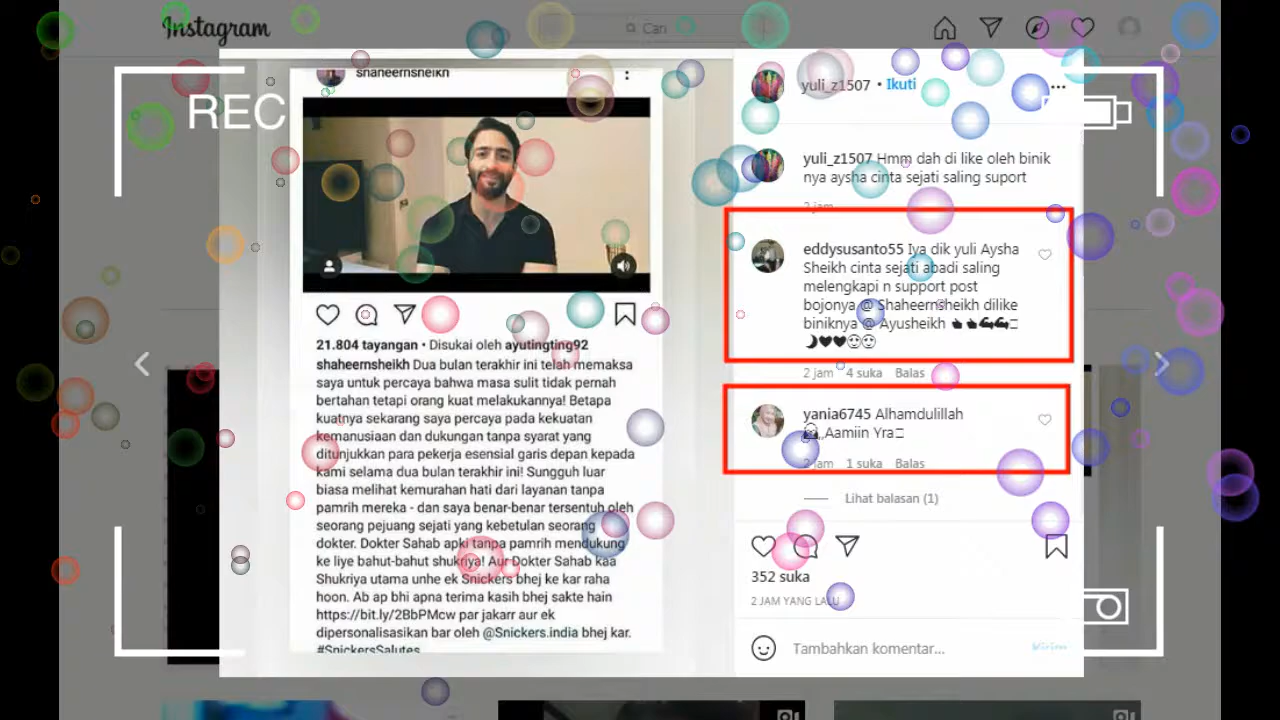 Instagram
Cari
REC
shaheernsheikh
21.804 tayangan • Disukai oleh ayutingting92
shaheernsheikh Dua bulan terakhir ini telah memaksa
saya untuk percaya bahwa masa sulit tidak pernah
bertahan tetapi orang kuat melakukannya! Betapa
kuatnya sekarang saya percaya pada kekuatan
kemanusiaan dan dukungan tanpa syarat yang
ditunjukkan para pekerja esensial garis depan kepada
kami selama dua bulan terakhir ini! Sungguh luar
biasa melihat kemurahan hati dari layanan tanpa
pamrih mereka - dan saya benar-benar tersentuh oleh
seorang pejuang sejati yang kebetulan seorang
dokter. Dokter Sahab apki tanpa pamrih mendukung
ke liye bahut-bahut shukriya! Aur Dokter Sahab kaa
Shukriya utama unhe ek Snickers bhej ke kar raha
hoon. Ab ap bhi apna terima kasih bhej sakte hain
https://bit.ly/2BbPMcw par jakarr aur ek
dipersonalisasikan bar oleh @Snickers.india bhej kar.
#SnickersSalutes
yuli_z1507 • Ikuti
yuli_z1507 Hmm dah di like oleh binik
nya aysha cinta sejati saling suport
2 jam
eddysusanto55 Iya dik yuli Aysha
Sheikh cinta sejati abadi saling
melengkapi n support post
bojonya @ Shaheernsheikh dilike
biniknya @ Ayusheikh
2 jam 4 suka Balas
yania6745 Alhamdulillah
Aamiin Yra
2 jam 1 suka Balas
Lihat balasan (1)
352 suka
2 JAM YANG LALU
Tambahkan komentar...